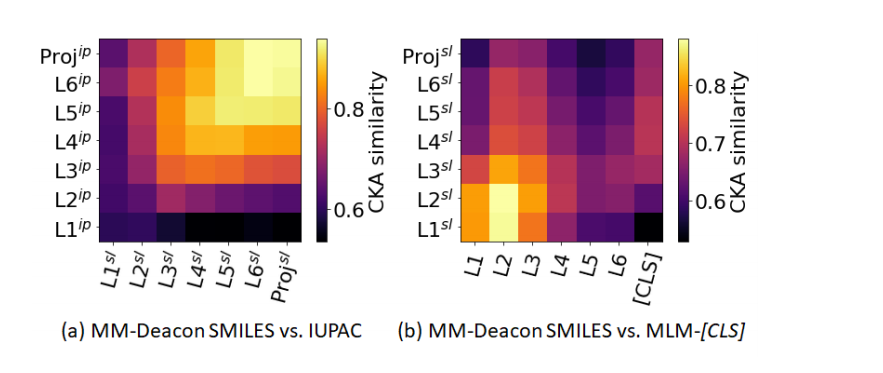 Proj^ip
L6^ip
L5^ip
L4^ip
L3^ip
L2^ip
L1^ip
L1^sl
L2^sl
L3^sl
L4^sl
L5^sl
L6^sl
Proj^sl
0.8
0.6
CKA similarity
(a) MM-Deacon SMILES vs. IUPAC
Proj^sl
L6^sl
L5^sl
L4^sl
L3^sl
L2^sl
L1^sl
L1
L2
L3
L4
L5
L6
[CLS]
0.8
0.7
0.6
CKA similarity
(b) MM-Deacon SMILES vs. MLM-[CLS]